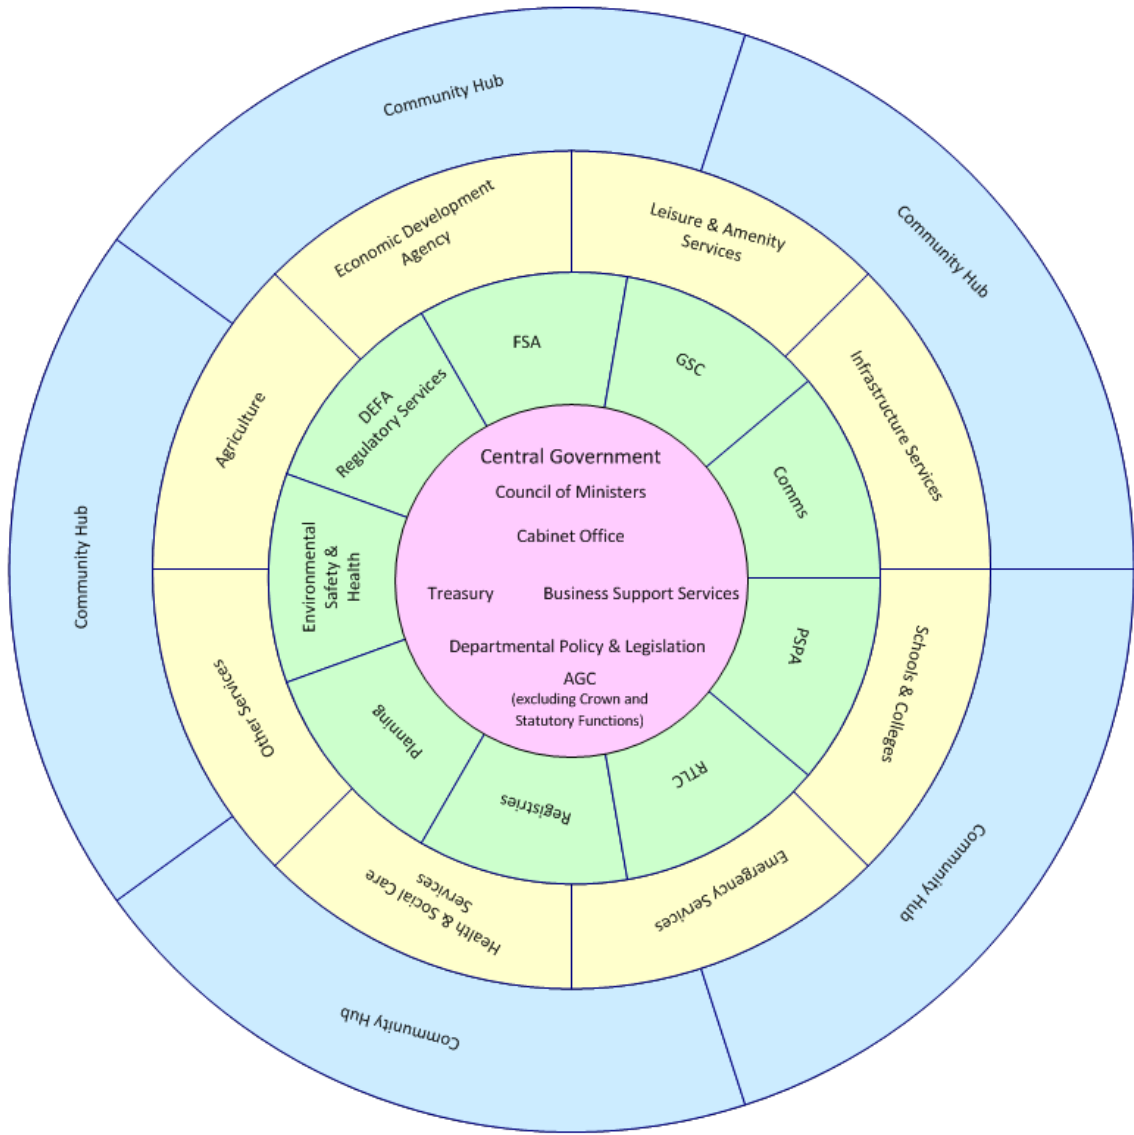 Community Hub
Community Hub
Economic Development
Agency
Leisure & Amenity
Services
Infrastructure Services
Agriculture
FSA
GSC
DEFA
Regulatory Services
Comms
Central Government
Council of Ministers
Cabinet Office
Treasury
Business Support Services
Departmental Policy & Legislation
AGC
(excluding Crown and
Statutory Functions)
Environmental
Safety &
Health
Community Hub
PSPA
Schools & Colleges
Other Services
Planning
Registries
RTLC
Health & Social Care
Services
Emergency Services
Community Hub
Community Hub